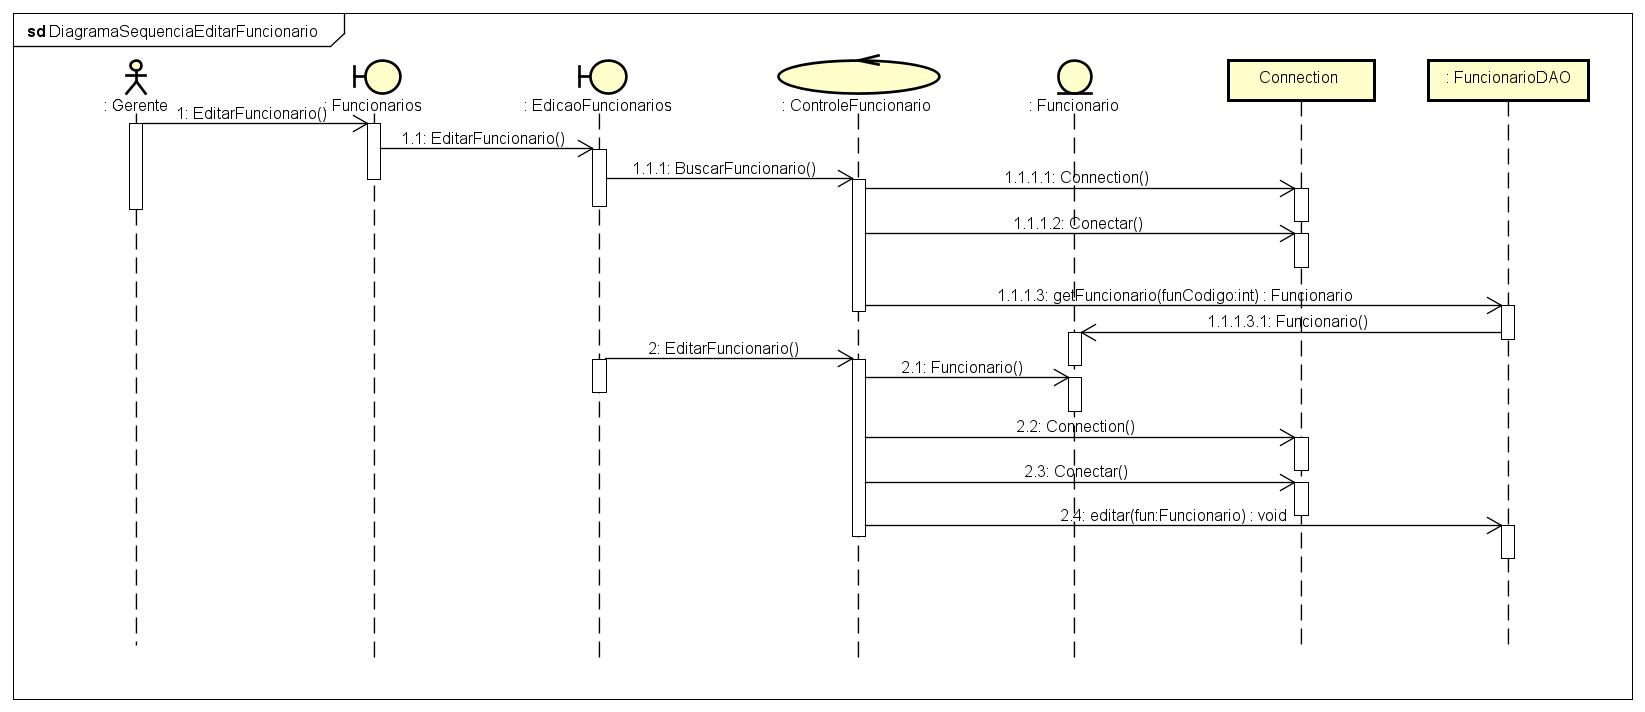 sd DiagramaSequenciaEditarFuncionario
: Gerente
: Funcionarios
: EdicaoFuncionarios
: ControleFuncionario
: Funcionario
Connection
: FuncionarioDAO
1: EditarFuncionario()
1.1: EditarFuncionario()
1.1.1: BuscarFuncionario()
1.1.1.1: Connection()
1.1.1.2: Conectar()
1.1.1.3: getFuncionario(funCodigo:int) : Funcionario
1.1.1.3.1: Funcionario()
2: EditarFuncionario()
2.1: Funcionario()
2.2: Connection()
2.3: Conectar()
2.4: editar(fun:Funcionario) : void